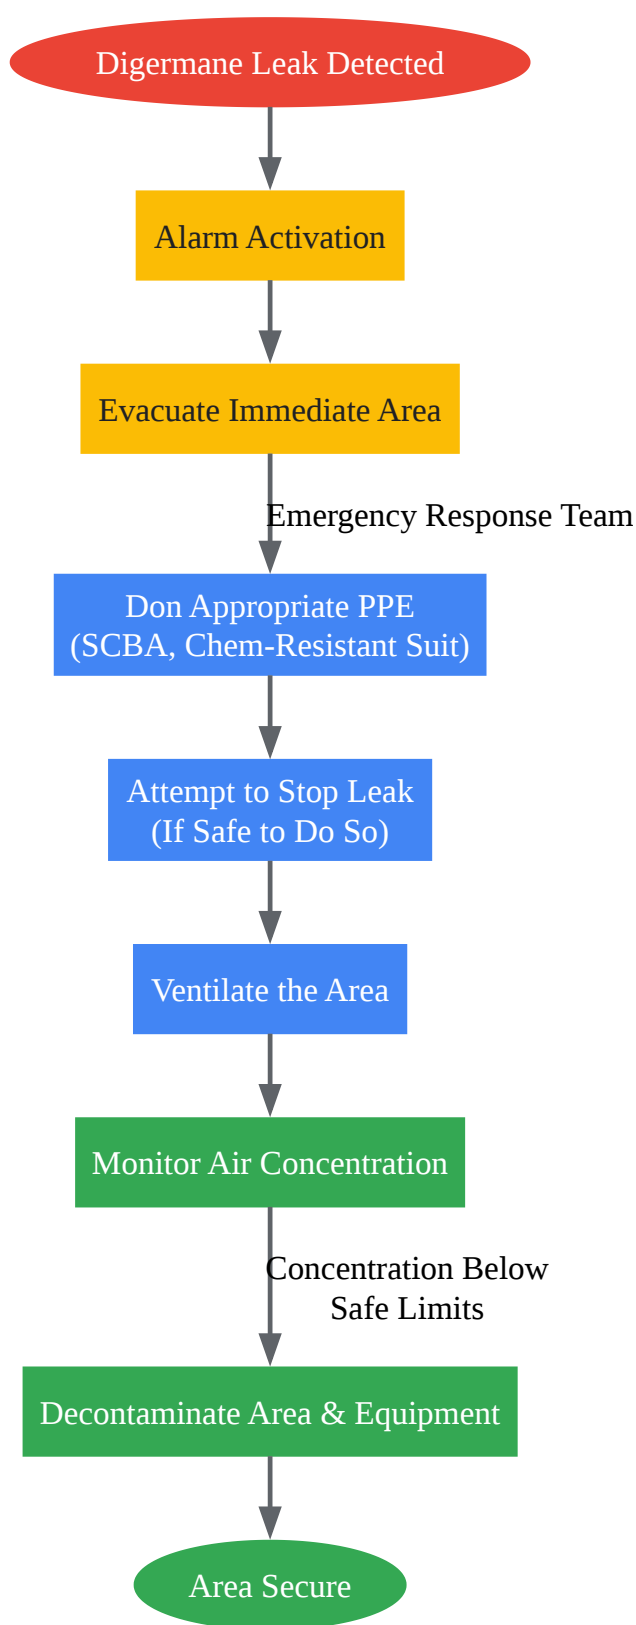 Digermane Leak Detected
Alarm Activation
Evacuate Immediate Area
Emergency Response Team
Don Appropriate PPE
(SCBA, Chem-Resistant Suit)
Attempt to Stop Leak
(If Safe to Do So)
Ventilate the Area
Monitor Air Concentration
Concentration Below
Safe Limits
Decontaminate Area & Equipment
Area Secure